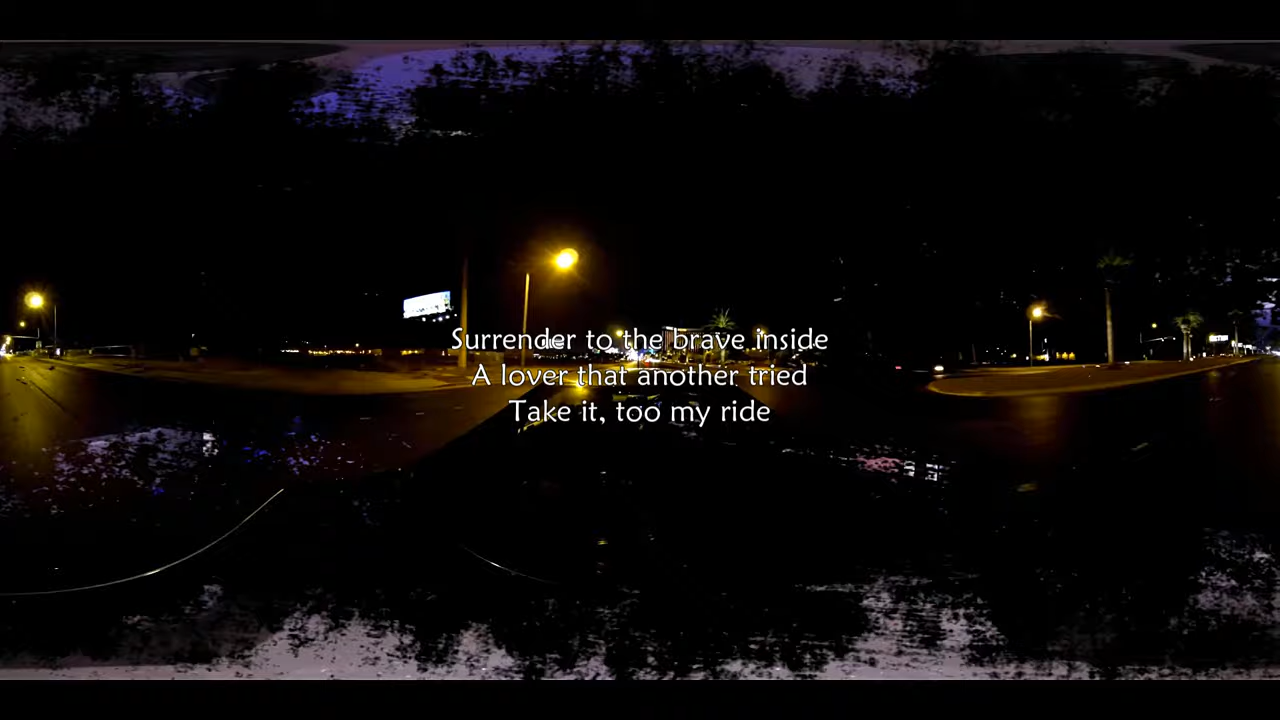 Surrender to the brave inside
A lover that another tried
Take it, too my ride